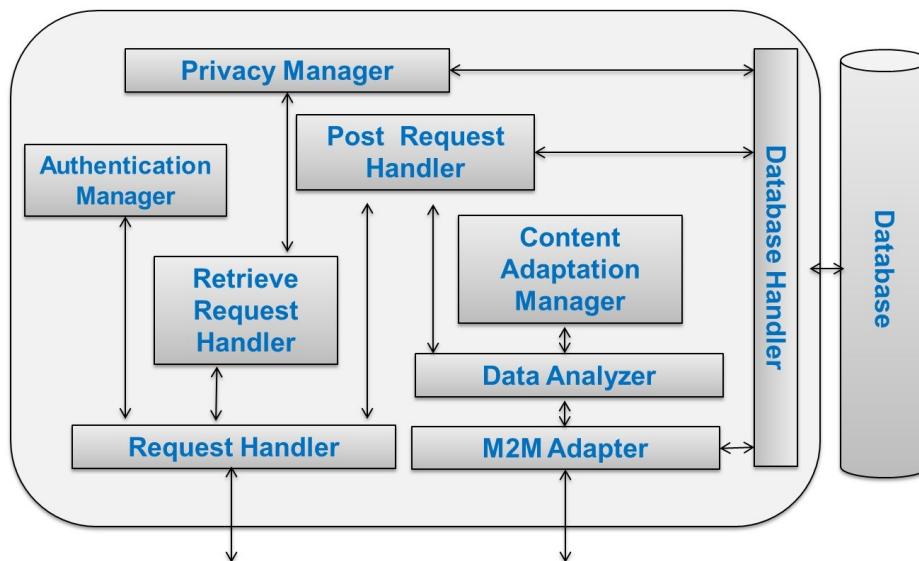 Privacy Manager
Post Request
Handler
Authentication
Manager
Content
Adaptation
Manager
Retrieve
Request
Handler
Data Analyzer
Request Handler
M2M Adapter
Database Handler
Database